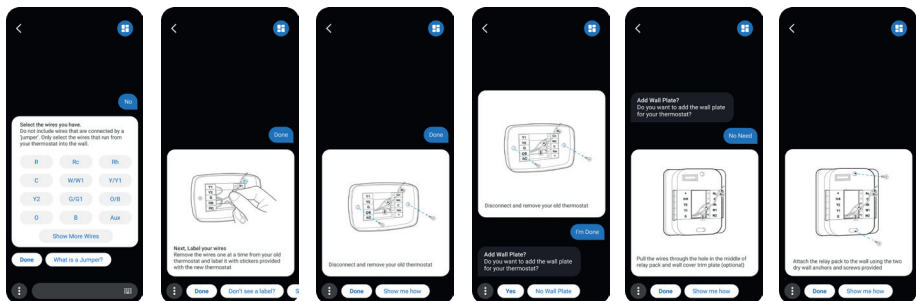 No
Select the wires you have.
Do not include wires that are connected by a
'jumper'. Only select the wires that run from
your thermostat into the wall.
R Rc Rh
C W/W1 Y/Y1
Y2 G/G1 O/B
O B Aux
Show More Wires
Done What is a Jumper?
Done
Next, Label your wires
Remove the wires one at a time from your old
thermostat and label it with stickers provided
with the new thermostat
Done Don't see a label? S
Done
Disconnect and remove your old thermostat
Done Show me how
Disconnect and remove your old thermostat
I'm Done
Add Wall Plate?
Do you want to add the wall plate
for your thermostat?
Yes No Wall Plate
Add Wall Plate?
Do you want to add the wall plate
for your thermostat?
No Need
Pull the wires through the hole in the middle of
relay pack and wall cover trim plate (optional)
Done Show me how
Attach the relay pack to the wall using the two
dry wall anchors and screws provided
Done Show me how